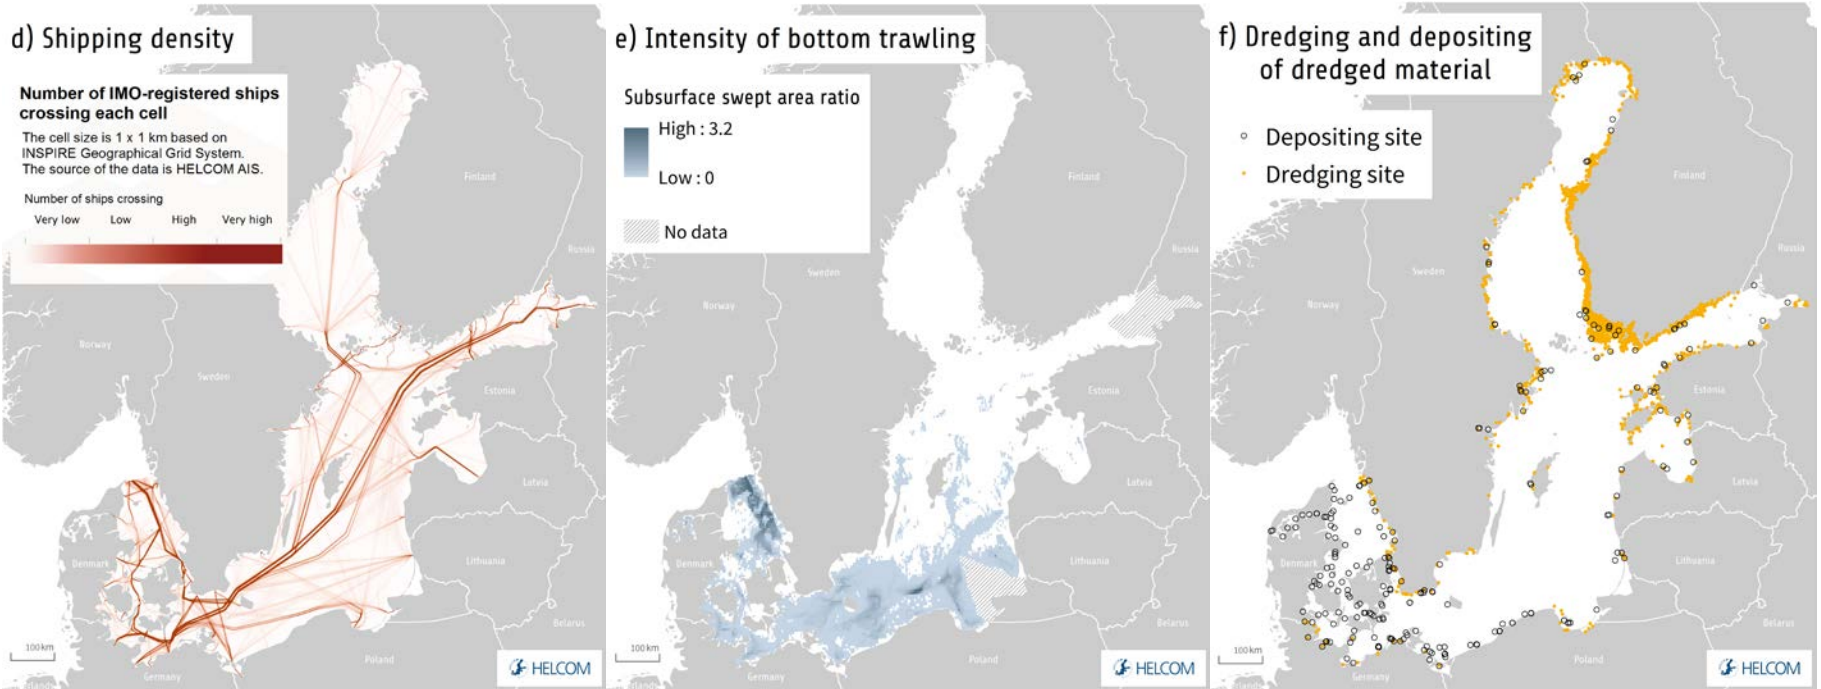 d) Shipping density
Number of IMO-registered ships
crossing each cell
The cell size is 1 x 1 km based on
INSPIRE Geographical Grid System.
The source of the data is HELCOM AIS.
Number of ships crossing
Very low Low High Very high
Finland
Russia
Norway
Sweden
Estonia
Latvia
Denmark
Lithuania
Belarus
Poland
Germany
100 km
HELCOM
e) Intensity of bottom trawling
Subsurface swept area ratio
High : 3.2
Low : 0
No data
Finland
Russia
Sweden
Norway
Estonia
Latvia
Denmark
Lithuania
Belarus
Poland
Germany
100 km
HELCOM
f) Dredging and depositing
of dredged material
Depositing site
Dredging site
Finland
Russia
Sweden
Norway
Estonia
Latvia
Denmark
Lithuania
Belarus
Poland
Germany
100 km
HELCOM